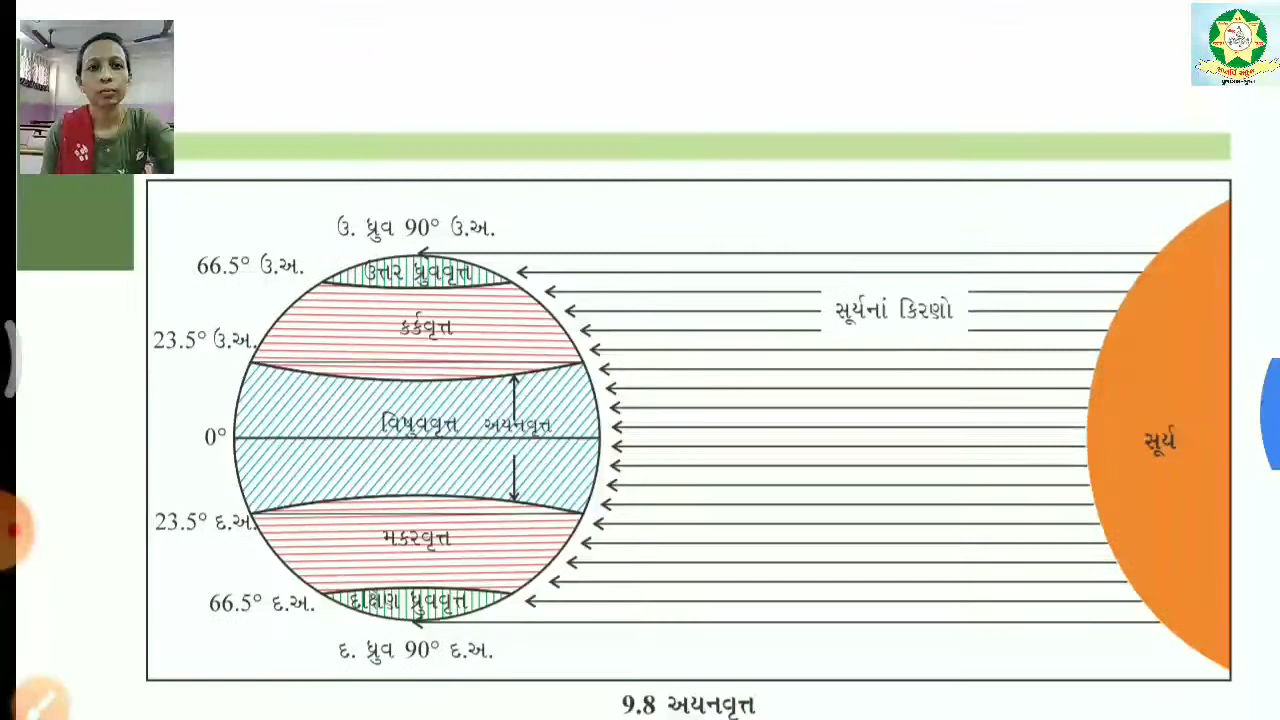 ઉ. ધ્રુવ 90° ઉ.અ.
66.5° ઉ.અ.
ઉત્તર ધ્રુવવૃત્ત
સૂર્યનાં કિરણો
કર્કવૃત્ત
23.5° ઉ.અ.
વિષુવવૃત્ત અયનવૃત્ત
0°
સૂર્ય
23.5° દ.અ.
મકરવૃત્ત
66.5° દ.અ.
દક્ષિણ ધ્રુવવૃત્ત
દ. ધ્રુવ 90° દ.અ.
9.8 અયનવૃત્ત